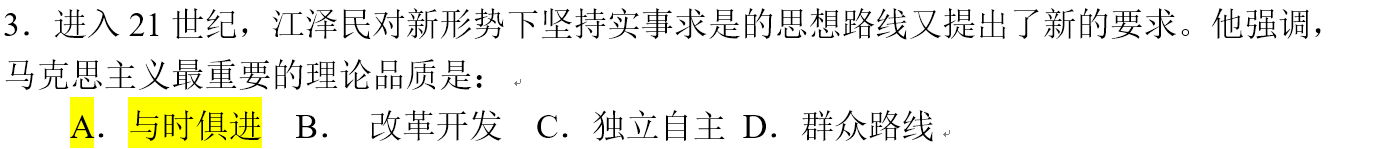 3．进入 21 世纪，江泽民对新形势下坚持实事求是的思想路线又提出了新的要求。他强调，
马克思主义最重要的理论品质是：
A．与时俱进 B． 改革开发 C．独立自主 D．群众路线